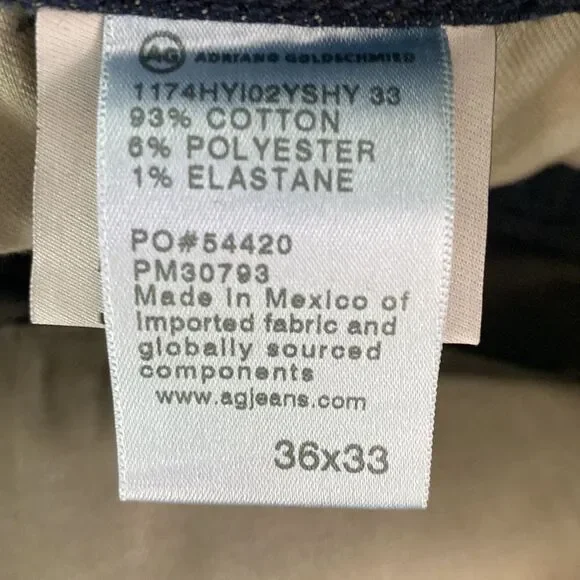 AG ADRIANO GOLDSCHMIED
1174HYI02YSHY 33
93% COTTON
6% POLYESTER
1% ELASTANE
PO#54420
PM30793
Made in Mexico of
imported fabric and
globally sourced
components
www.agjeans.com
36x33